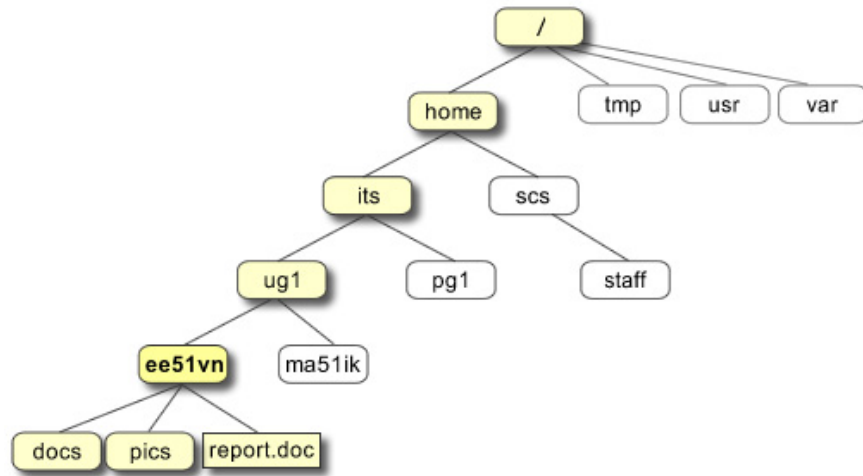 /
home
tmp
usr
var
its
scs
ug1
pg1
staff
ee51vn
ma51ik
docs
pics
report.doc